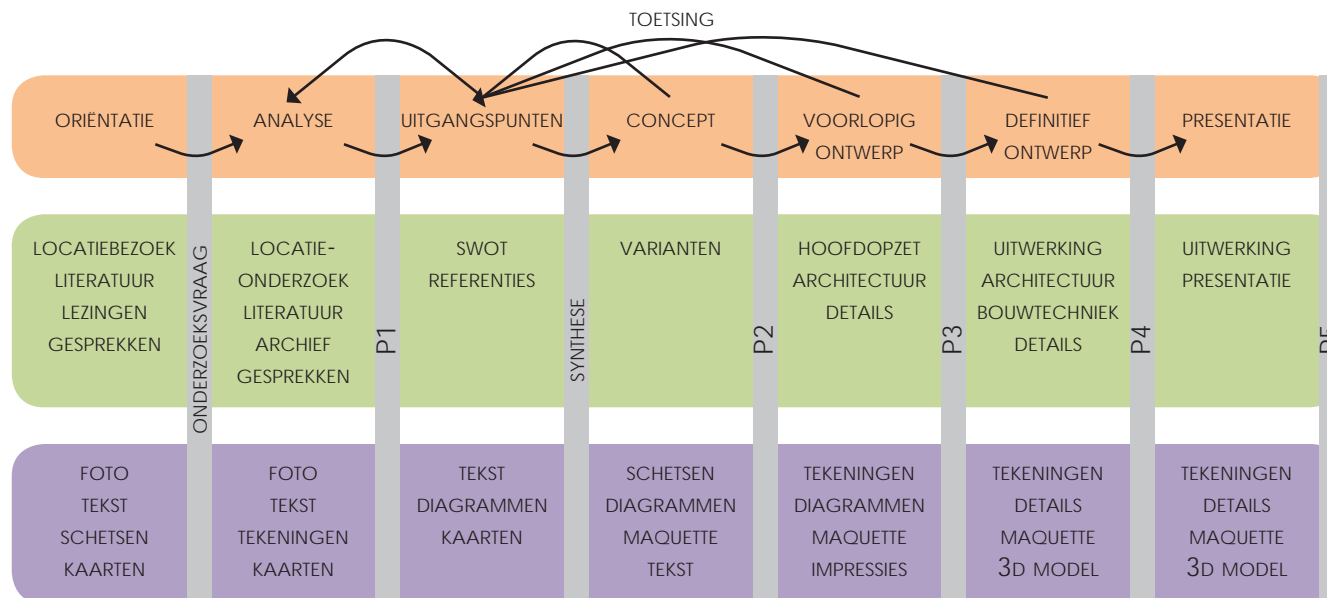 TOETSING
ORIËNTATIE
ANALYSE
UITGANGSPUNTEN
CONCEPT
VOORLOPIG
ONTWERP
DEFINITIEF
ONTWERP
PRESENTATIE
LOCATIEBEZOEK
LITERATUUR
LEZINGEN
GESPREKKEN
ONDERZOEKSVRAAG
LOCATIE-
ONDERZOEK
LITERATUUR
ARCHIEF
GESPREKKEN
P1
SWOT
REFERENTIES
SYNTHESE
VARIANTEN
P2
HOOFDOPZET
ARCHITECTUUR
DETAILS
P3
UITWERKING
ARCHITECTUUR
BOUWTECHNIEK
DETAILS
P4
UITWERKING
PRESENTATIE
FOTO
TEKST
SCHETSEN
KAARTEN
FOTO
TEKST
TEKENINGEN
KAARTEN
TEKST
DIAGRAMMEN
KAARTEN
SCHETSEN
DIAGRAMMEN
MAQUETTE
TEKST
TEKENINGEN
DIAGRAMMEN
MAQUETTE
IMPRESSIES
TEKENINGEN
DETAILS
MAQUETTE
3D MODEL
TEKENINGEN
DETAILS
MAQUETTE
3D MODEL